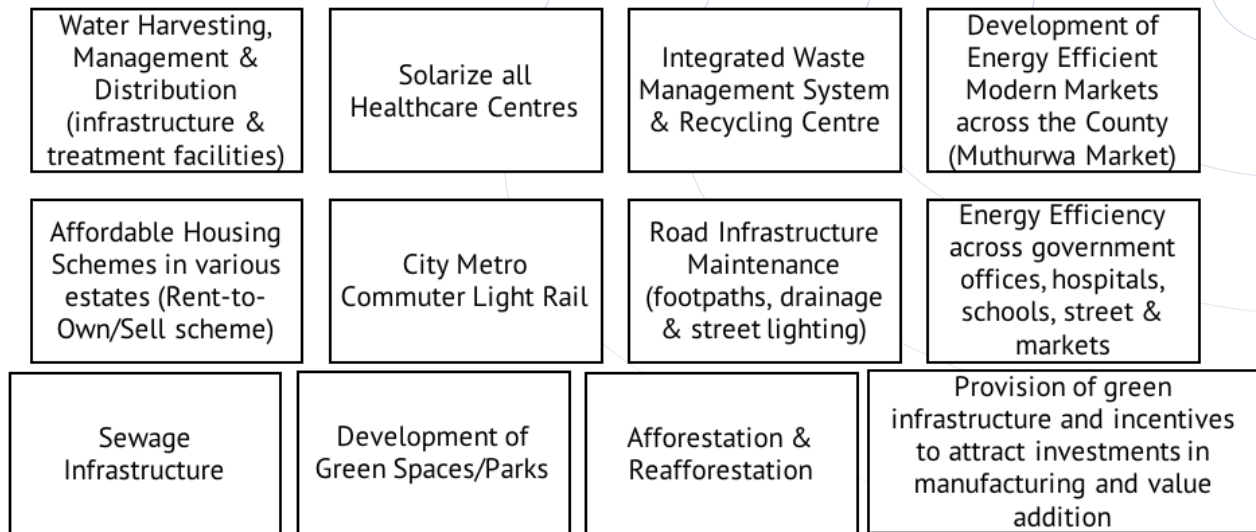 Water Harvesting,
Management &
Distribution
(infrastructure &
treatment facilities)
Solarize all
Healthcare Centres
Integrated Waste
Management System
& Recycling Centre
Development of
Energy Efficient
Modern Markets
across the County
(Muthurwa Market)
Affordable Housing
Schemes in various
estates (Rent-to-
Own/Sell scheme)
City Metro
Commuter Light Rail
Road Infrastructure
Maintenance
(footpaths, drainage
& street lighting)
Energy Efficiency
across government
offices, hospitals,
schools, street &
markets
Sewage
Infrastructure
Development of
Green Spaces/Parks
Afforestation &
Reafforestation
Provision of green
infrastructure and incentives
to attract investments in
manufacturing and value
addition